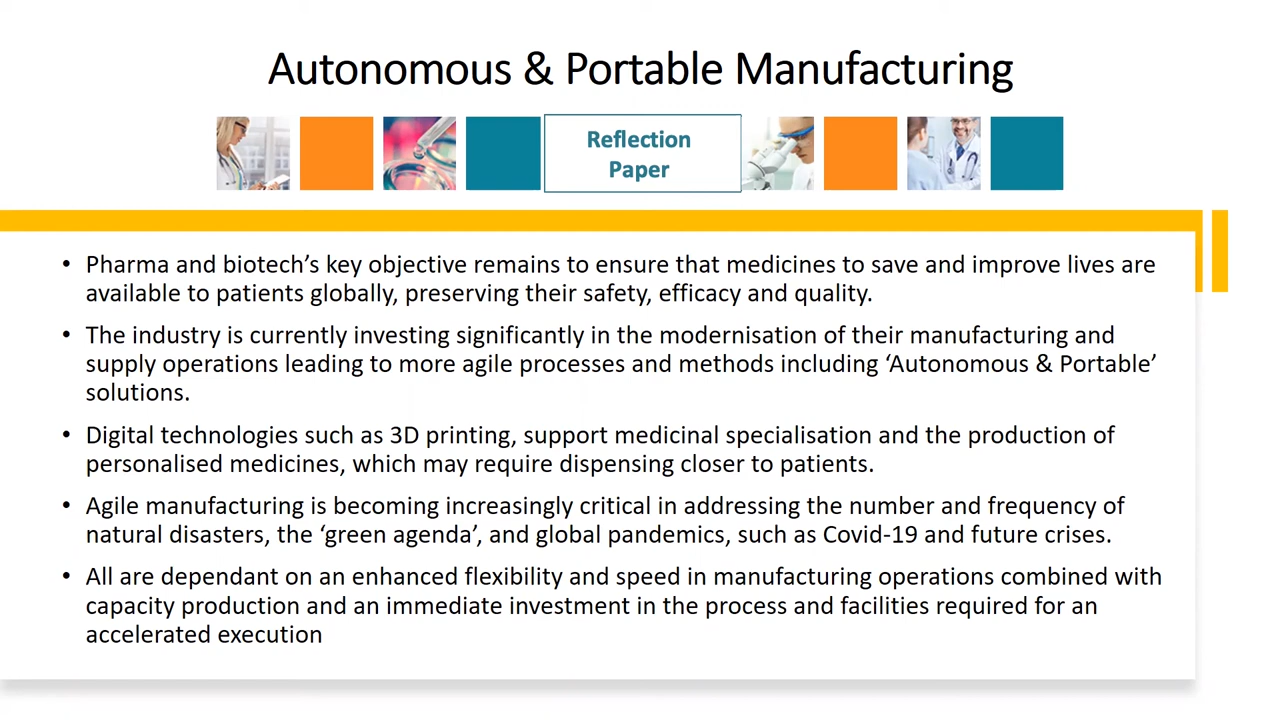 Autonomous & Portable Manufacturing
Reflection
Paper
• Pharma and biotech’s key objective remains to ensure that medicines to save and improve lives are
available to patients globally, preserving their safety, efficacy and quality.
• The industry is currently investing significantly in the modernisation of their manufacturing and
supply operations leading to more agile processes and methods including ‘Autonomous & Portable’
solutions.
• Digital technologies such as 3D printing, support medicinal specialisation and the production of
personalised medicines, which may require dispensing closer to patients.
• Agile manufacturing is becoming increasingly critical in addressing the number and frequency of
natural disasters, the ‘green agenda’, and global pandemics, such as Covid-19 and future crises.
• All are dependant on an enhanced flexibility and speed in manufacturing operations combined with
capacity production and an immediate investment in the process and facilities required for an
accelerated execution